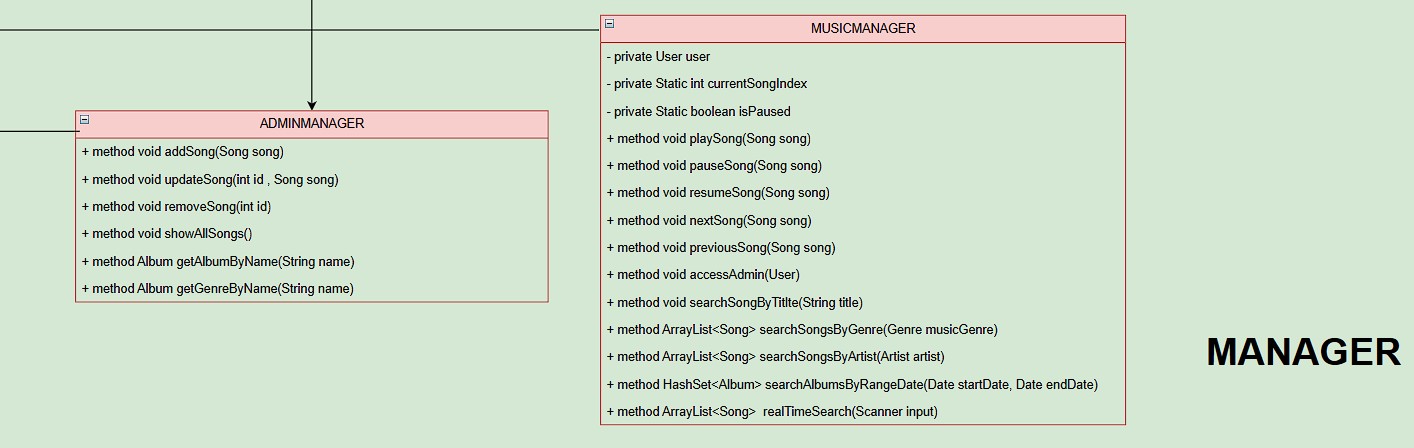 ADMINMANAGER
+ method void addSong(Song song)
+ method void updateSong(int id , Song song)
+ method void removeSong(int id)
+ method void showAllSongs()
+ method Album getAlbumByName(String name)
+ method Album getGenreByName(String name)
MUSICMANAGER
- private User user
- private Static int currentSongIndex
- private Static boolean isPaused
+ method void playSong(Song song)
+ method void pauseSong(Song song)
+ method void resumeSong(Song song)
+ method void nextSong(Song song)
+ method void previousSong(Song song)
+ method void accessAdmin(User)
+ method void searchSongByTitlte(String title)
+ method ArrayList<Song> searchSongsByGenre(Genre musicGenre)
+ method ArrayList<Song> searchSongsByArtist(Artist artist)
+ method HashSet<Album> searchAlbumsByRangeDate(Date startDate, Date endDate)
+ method ArrayList<Song>  realTimeSearch(Scanner input)
MANAGER